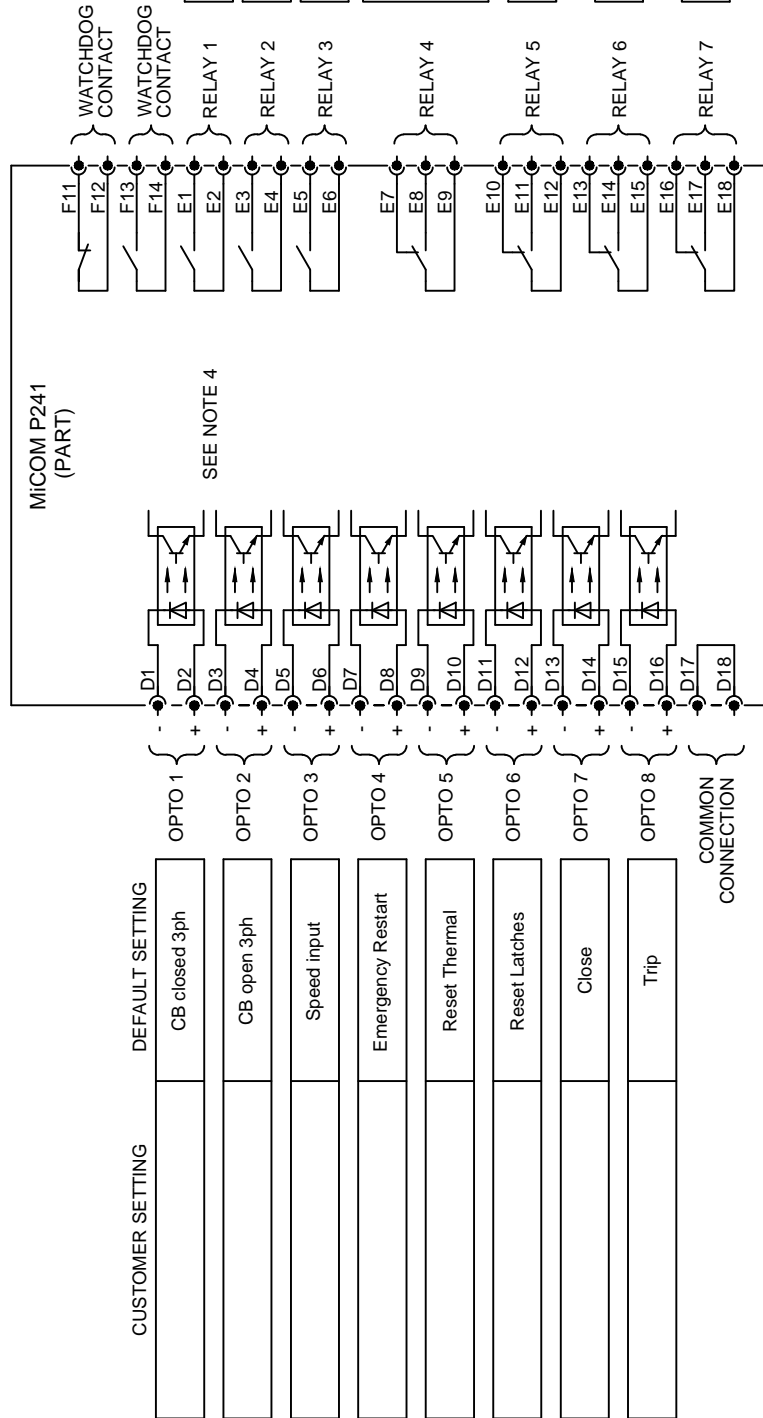 MiCOM P241
(PART)
SEE NOTE 4
CUSTOMER SETTING
DEFAULT SETTING
CB closed 3ph
OPTO 1
-
D1
+
D2
CB open 3ph
OPTO 2
-
D3
+
D4
Speed input
OPTO 3
-
D5
+
D6
Emergency Restart
OPTO 4
-
D7
+
D8
Reset Thermal
OPTO 5
-
D9
+
D10
Reset Latches
OPTO 6
-
D11
+
D12
Close
OPTO 7
-
D13
+
D14
Trip
OPTO 8
-
D15
+
D16
COMMON
CONNECTION
D17
D18
F11
F12
WATCHDOG
CONTACT
F13
F14
WATCHDOG
CONTACT
E1
E2
RELAY 1
E3
E4
RELAY 2
E5
E6
RELAY 3
E7
E8
E9
RELAY 4
E10
E11
E12
RELAY 5
E13
E14
E15
RELAY 6
E16
E17
E18
RELAY 7